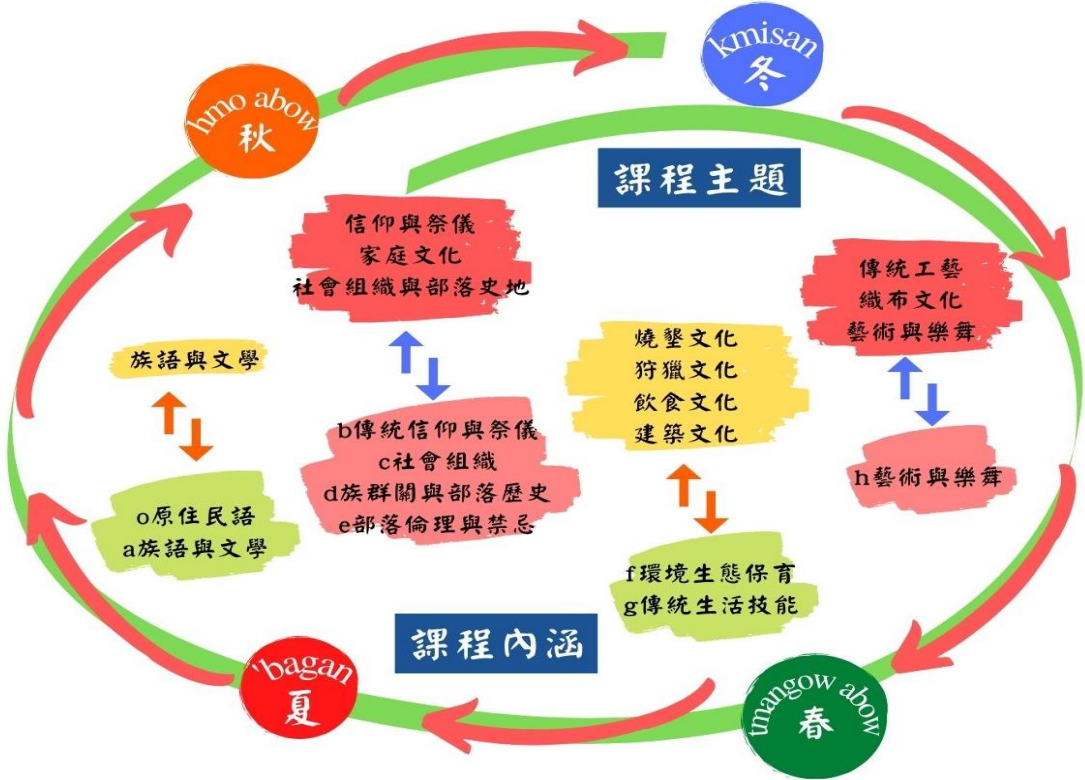 kmisan
冬
hmo abow
秋
課程主題
信仰與祭儀
家庭文化
社會組織與部落史地
傳統工藝
織布文化
藝術與樂舞
族語與文學
燒墾文化
狩獵文化
飲食文化
建築文化
b傳統信仰與祭儀
c社會組織
d族群關與部落歷史
e部落倫理與禁忌
h藝術與樂舞
o原住民語
a族語與文學
f環境生態保育
g傳統生活技能
課程內涵
'bagan
夏
tmangow abow
春